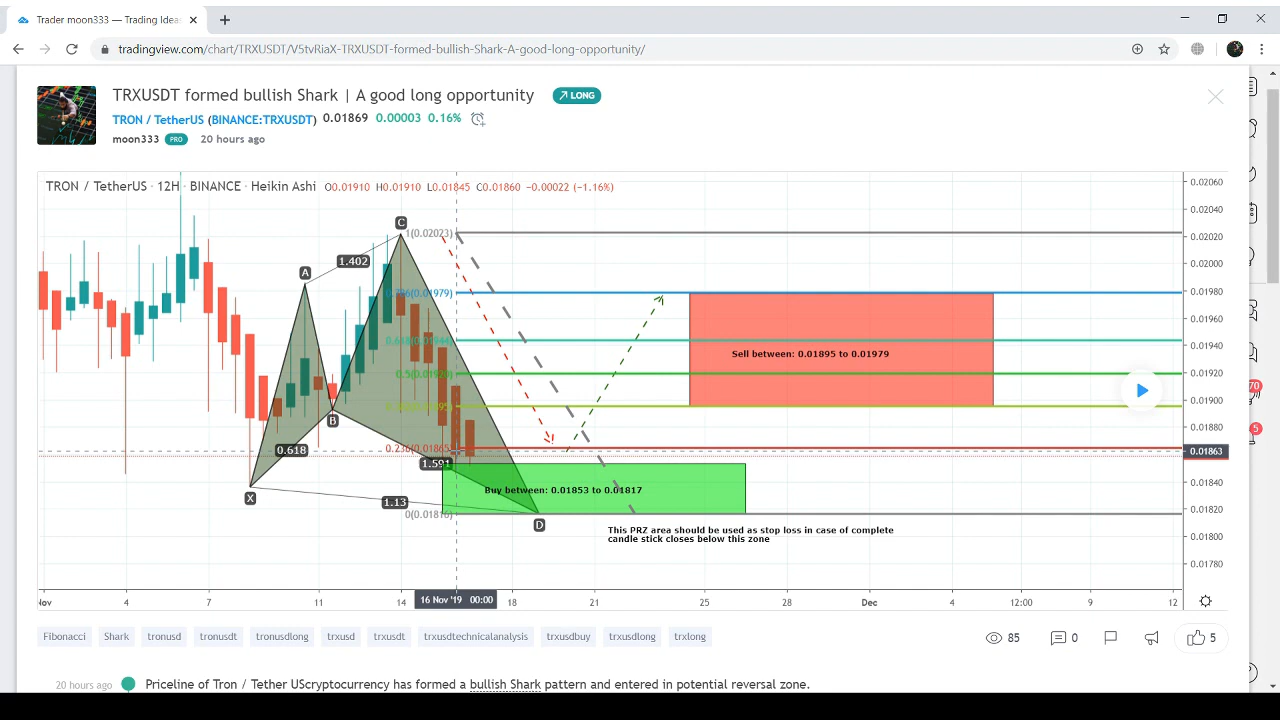 Trader moon333 — Trading Idea
tradingview.com/chart/TRXUSDT/V5tvRiaX-TRXUSDT-formed-bullish-Shark-A-good-long-opportunity/
TRXUSDT formed bullish Shark | A good long opportunity LONG
TRON / TetherUS (BINANCE:TRXUSDT) 0.01869 0.00003 0.16%
moon333 PRO 20 hours ago
TRON / TetherUS · 12H · BINANCE · Heikin Ashi O0.01910 H0.01910 L0.01845 C0.01860 −0.00022 (−1.16%)
0.02060
0.02040
0.02020
0.02000
0.01980
0.01960
0.01940
0.01920
0.01900
0.01880
0.01863
0.01840
0.01820
0.01800
0.01780
C
1(0.02023)
1.402
A
Sell between: 0.01895 to 0.01979
B
0.618
0.236(0.01865)
1.591
Buy between: 0.01853 to 0.01817
X
1.13
0(0.01816)
D
This PRZ area should be used as stop loss in case of complete
candle stick closes below this zone
70
5
4 7 11 14 16 Nov '19 00:00 18 21 25 28 Dec 4 12:00 9 12
Fibonacci Shark tronusd tronusdt tronusdlong trxusd trxusdt trxusdtechnicalanalysis trxusdbuy trxusdlong trxlong 85 0 5
20 hours ago Priceline of Tron / Tether UScryptocurrency has formed a bullish Shark pattern and entered in potential reversal zone.